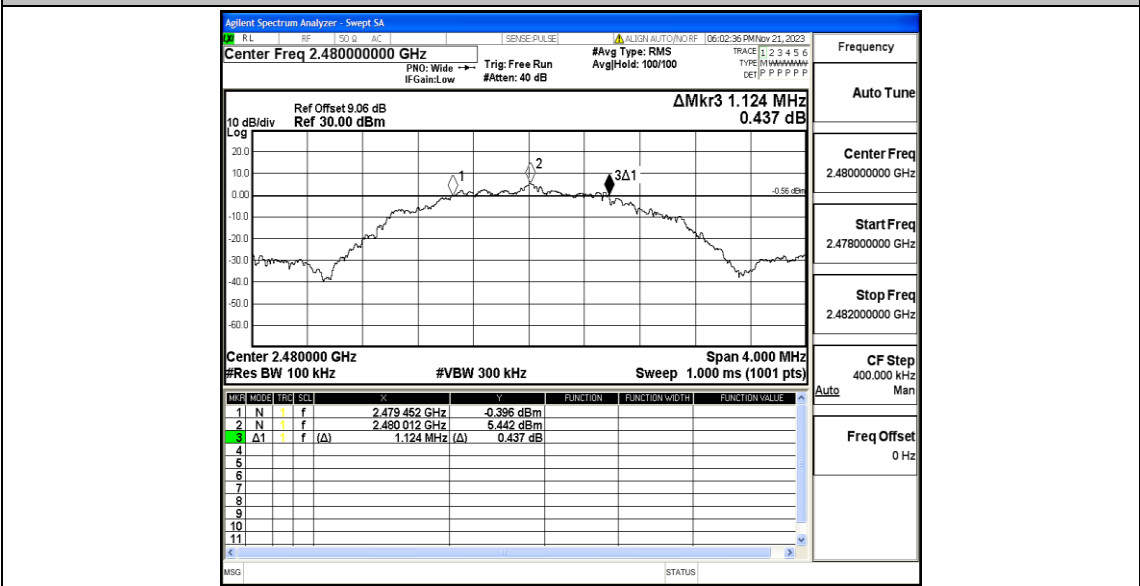 Agilent Spectrum Analyzer - Swept SA
RL RF 50 Ω AC SENSE:PULSE ALIGN AUTO/NO RF 06:02:36 PM Nov 21, 2023
Center Freq 2.480000000 GHz
PNO: Wide
IFGain:Low
Trig: Free Run
#Atten: 40 dB
#Avg Type: RMS
Avg|Hold: 100/100
TRACE 1 2 3 4 5 6
TYPE M
DET P P P P P P
ΔMkr3 1.124 MHz
0.437 dB
Ref Offset 9.06 dB
10 dB/div Ref 30.00 dBm
Log
20.0
10.0
0.00
-10.0
-20.0
-30.0
-40.0
-50.0
-60.0
1
2
3Δ1
-0.56 dBm
Center 2.480000 GHz Span 4.000 MHz
#Res BW 100 kHz #VBW 300 kHz Sweep 1.000 ms (1001 pts)
MKR MODE TRC SCL X Y FUNCTION FUNCTION WIDTH FUNCTION VALUE
1 N 1 f 2.479 452 GHz -0.396 dBm
2 N 1 f 2.480 012 GHz 5.442 dBm
3 Δ1 1 f (Δ) 1.124 MHz (Δ) 0.437 dB
4
5
6
7
8
9
10
11
MSG STATUS
Frequency
Auto Tune
Center Freq
2.480000000 GHz
Start Freq
2.478000000 GHz
Stop Freq
2.482000000 GHz
CF Step
400.000 kHz
Auto Man
Freq Offset
0 Hz